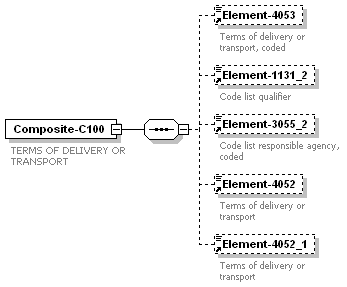 Element-4053
Terms of delivery or
transport, coded
Element-1131_2
Code list qualifier
Composite-C100
TERMS OF DELIVERY OR
TRANSPORT
Element-3055_2
Code list responsible agency,
coded
Element-4052
Terms of delivery or
transport
Element-4052_1
Terms of delivery or
transport